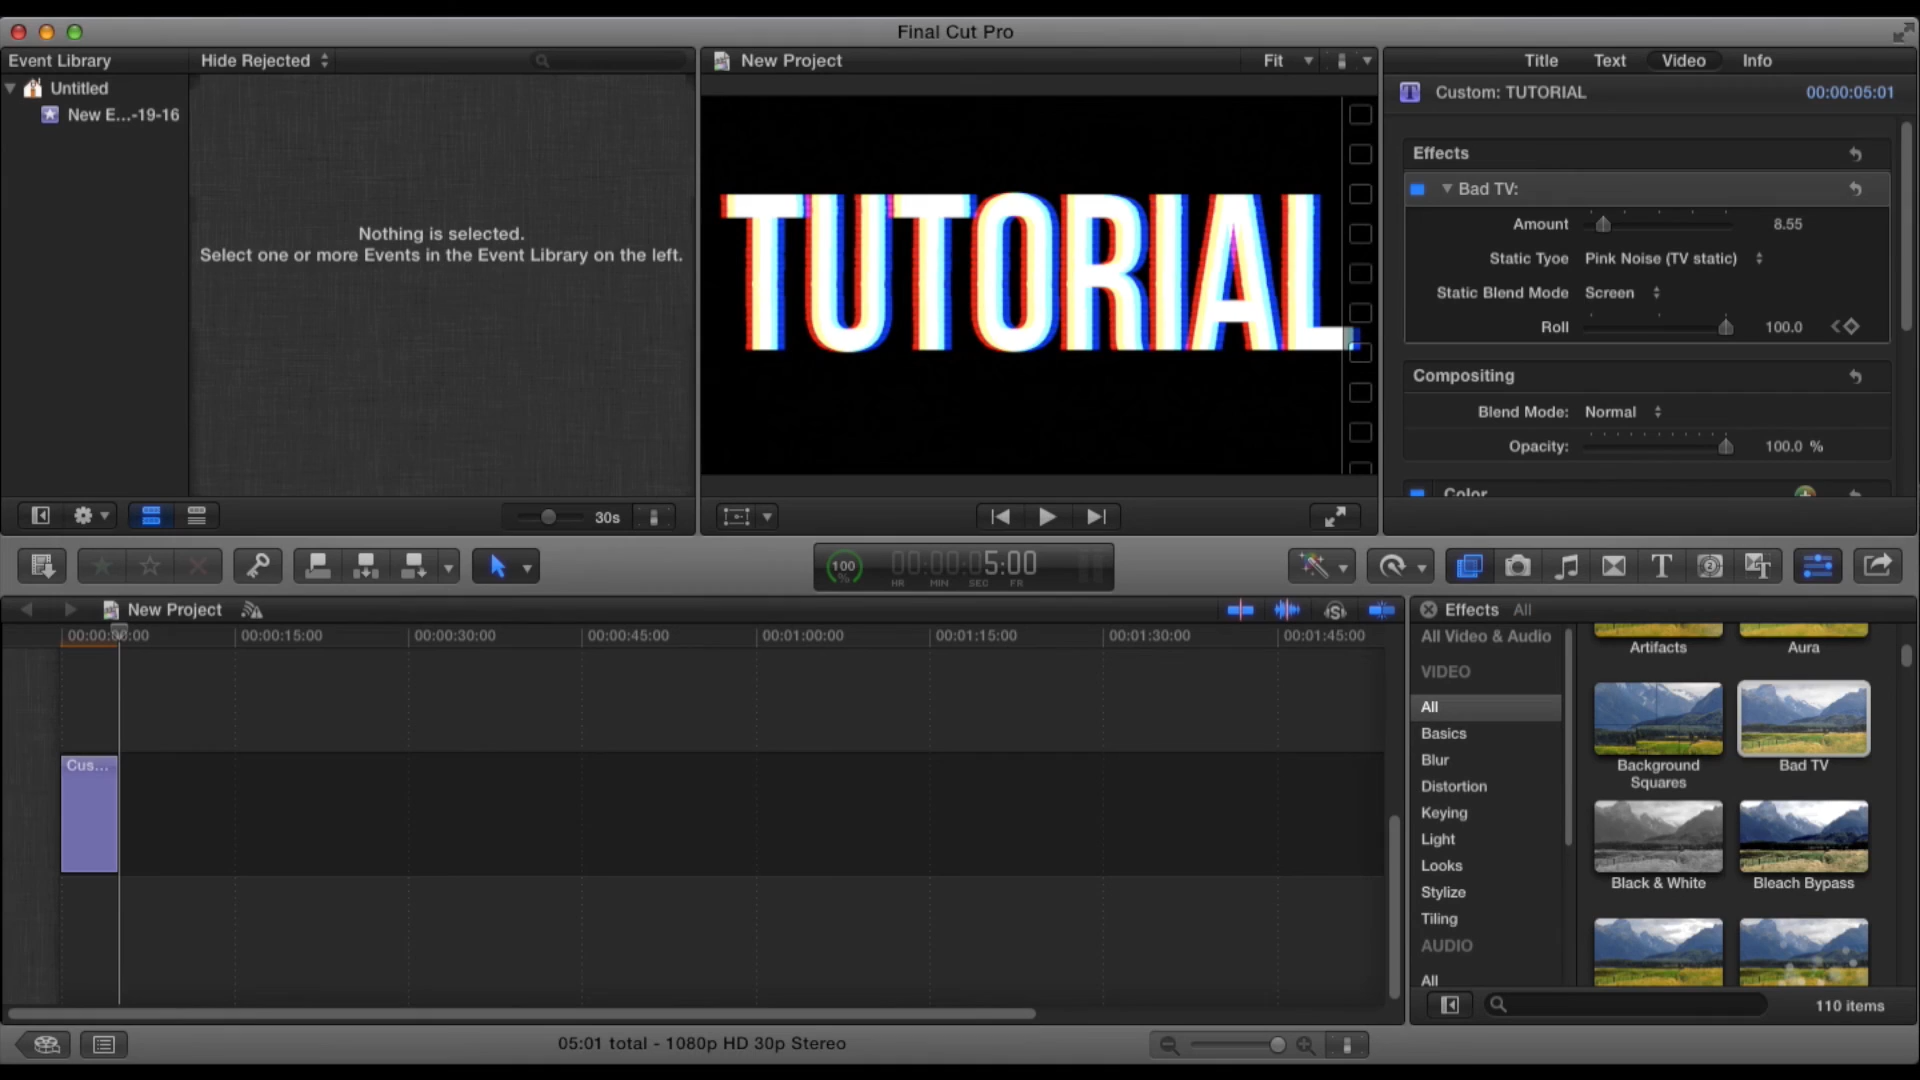 Final Cut Pro
Event Library
Hide Rejected
Untitled
New E...-19-16
Nothing is selected.
Select one or more Events in the Event Library on the left.
30s
New Project
Fit
TUTORIAL
Title Text Video Info
Custom: TUTORIAL 00:00:05:01
Effects
Bad TV:
Amount 8.55
Static Tyoe Pink Noise (TV static)
Static Blend Mode Screen
Roll 100.0
Compositing
Blend Mode: Normal
Opacity: 100.0 %
Color
100
%
00:00:05:00
HR MIN SEC FR
New Project
00:00:00:00 00:00:15:00 00:00:30:00 00:00:45:00 00:01:00:00 00:01:15:00 00:01:30:00 00:01:45:00
Cus...
Effects All
All Video & Audio
VIDEO
All
Basics
Blur
Distortion
Keying
Light
Looks
Stylize
Tiling
AUDIO
All
Artifacts
Aura
Background
Squares
Bad TV
Black & White
Bleach Bypass
110 items
05:01 total - 1080p HD 30p Stereo